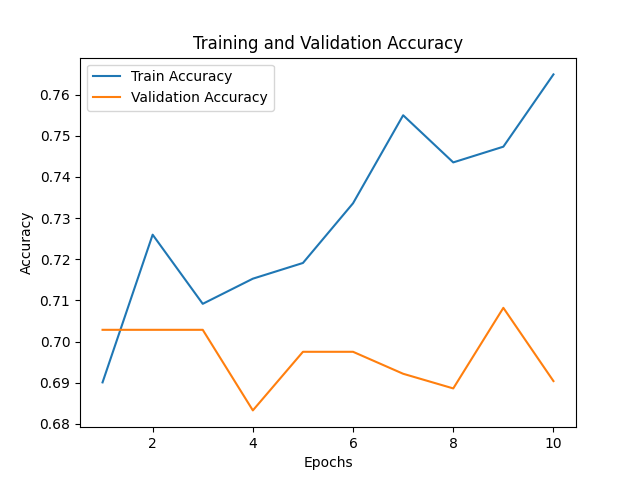 Training and Validation Accuracy
Train Accuracy
Validation Accuracy
Accuracy
0.76
0.75
0.74
0.73
0.72
0.71
0.70
0.69
0.68
2
4
6
8
10
Epochs